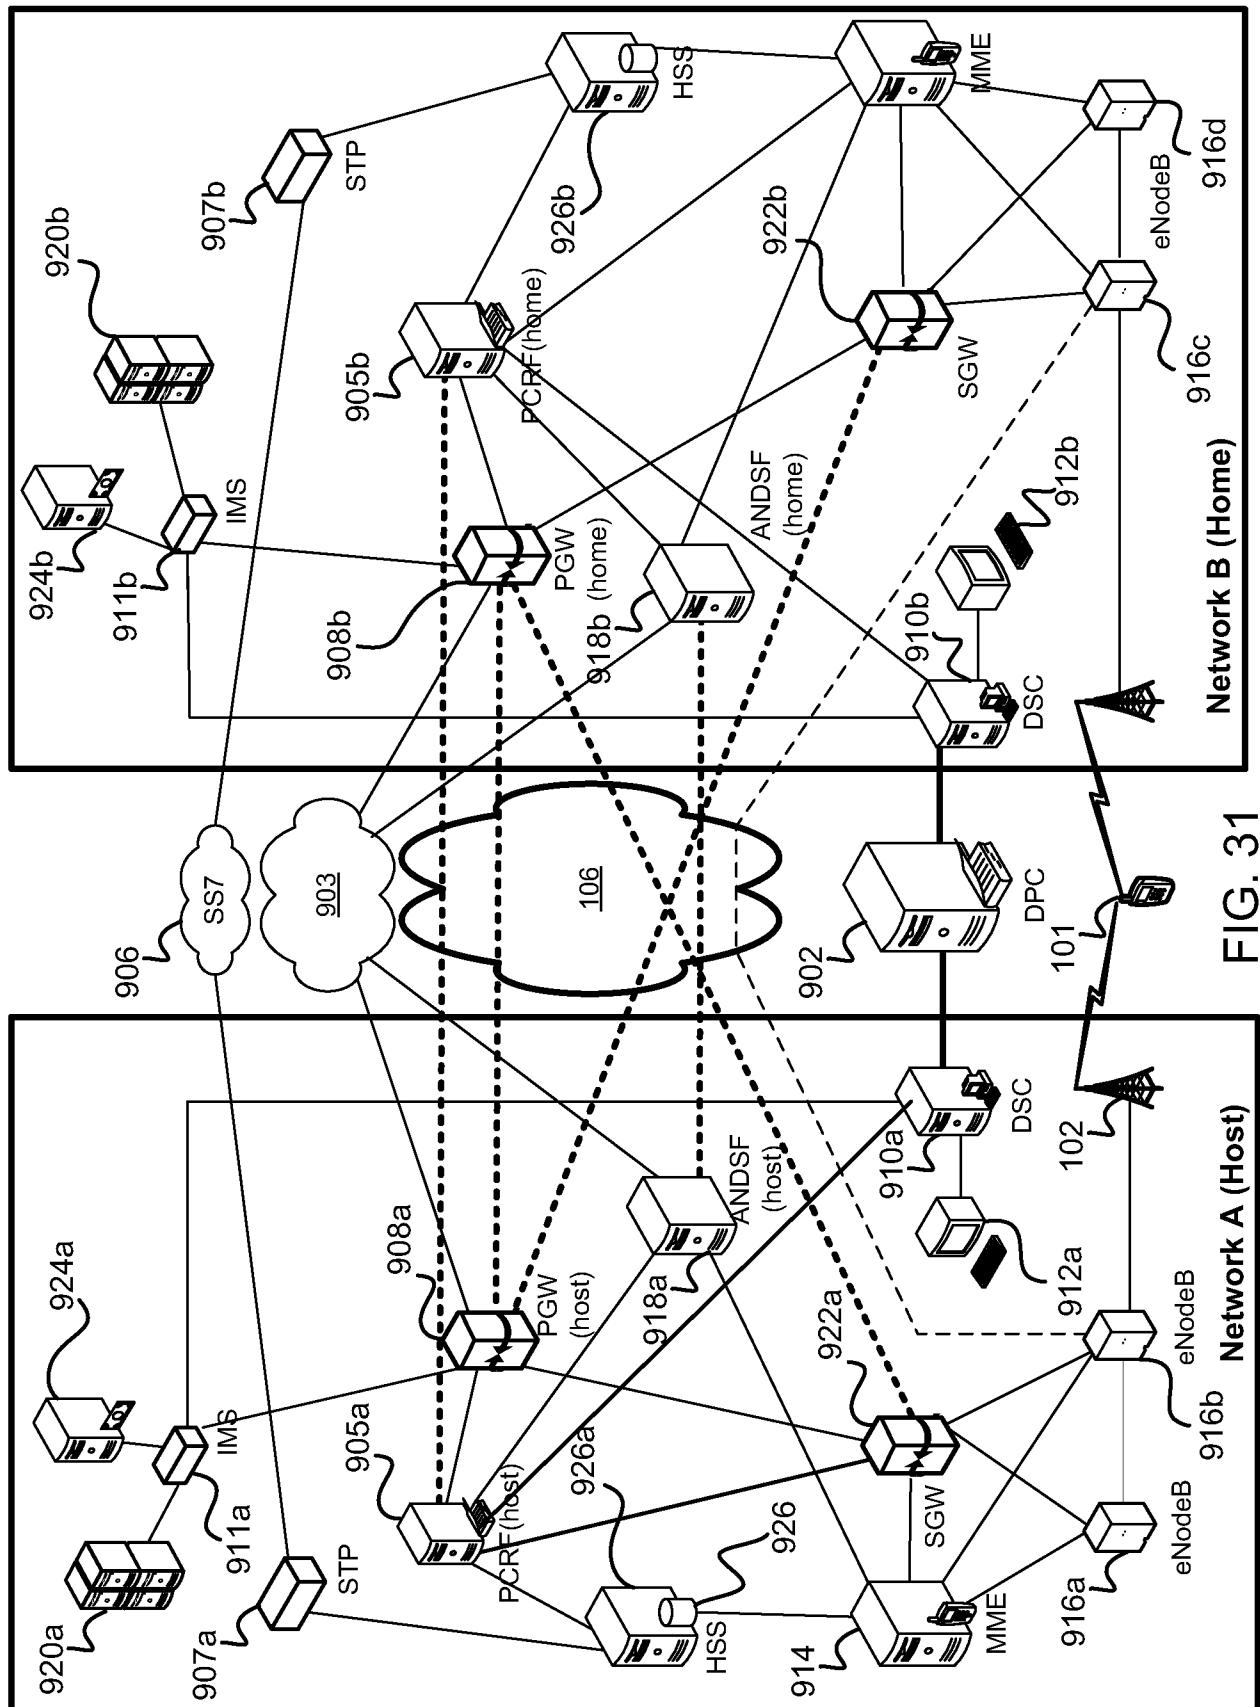 Network A (Host)
920a
924a
911a
IMS
907a
STP
905a
PCRF(host)
908a
PGW
(host)
926a
926
HSS
918a
ANDSF
(host)
922a
SGW
914
MME
916a
eNodeB
916b
eNodeB
912a
910a
DSC
102
906
SS7
903
106
902
DPC
101
Network B (Home)
924b
920b
911b
IMS
907b
STP
905b
PCRF(home)
908b
PGW
(home)
926b
HSS
918b
ANDSF
(home)
922b
SGW
MME
916c
eNodeB
916d
910b
912b
DSC
FIG. 31